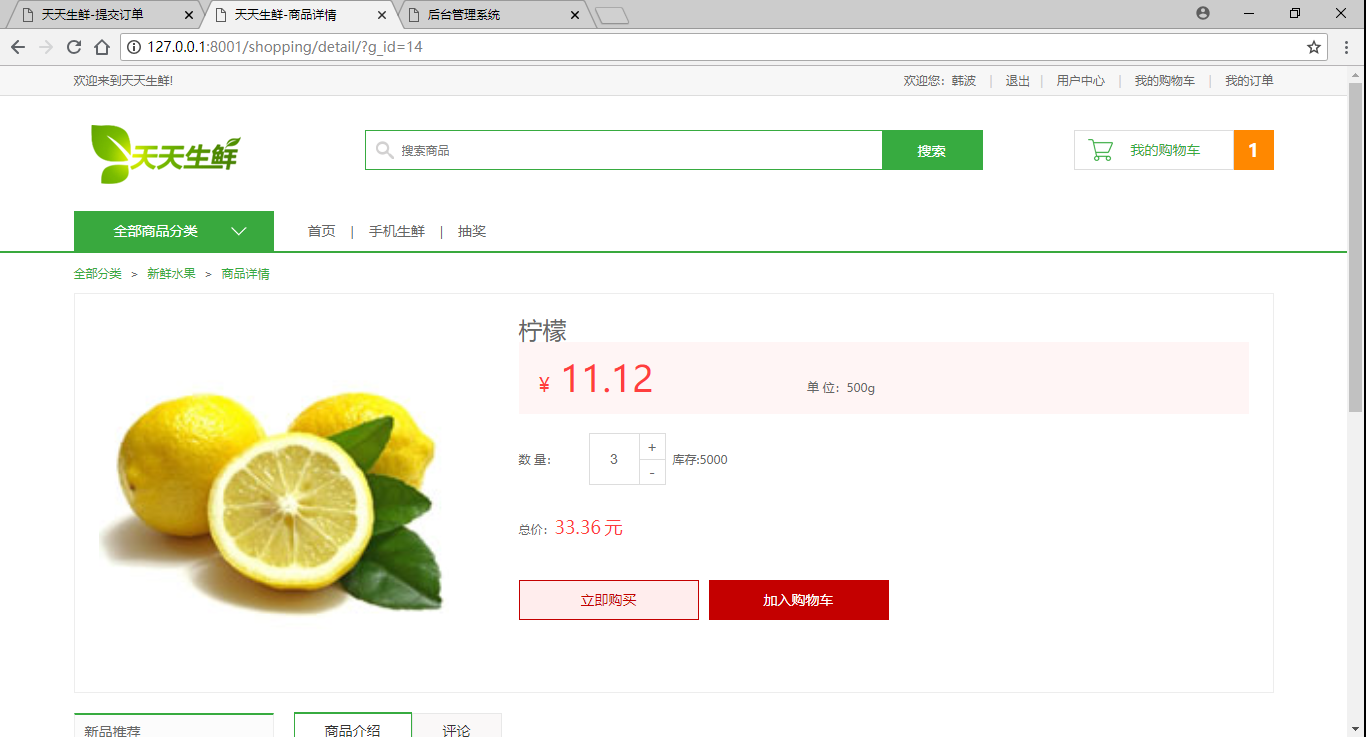 天天生鲜-提交订单 天天生鲜-商品详情 后台管理系统
127.0.0.1:8001/shopping/detail/?g_id=14
欢迎来到天天生鲜! 欢迎您：韩波 | 退出 | 用户中心 | 我的购物车 | 我的订单
天天生鲜 搜索商品 搜索 我的购物车 1
全部商品分类 首页 | 手机生鲜 | 抽奖
全部分类 > 新鲜水果 > 商品详情
柠檬
¥ 11.12 单 位：500g
数 量： 3 + - 库存:5000
总价：33.36 元
立即购买 加入购物车
新品推荐 商品介绍 评论